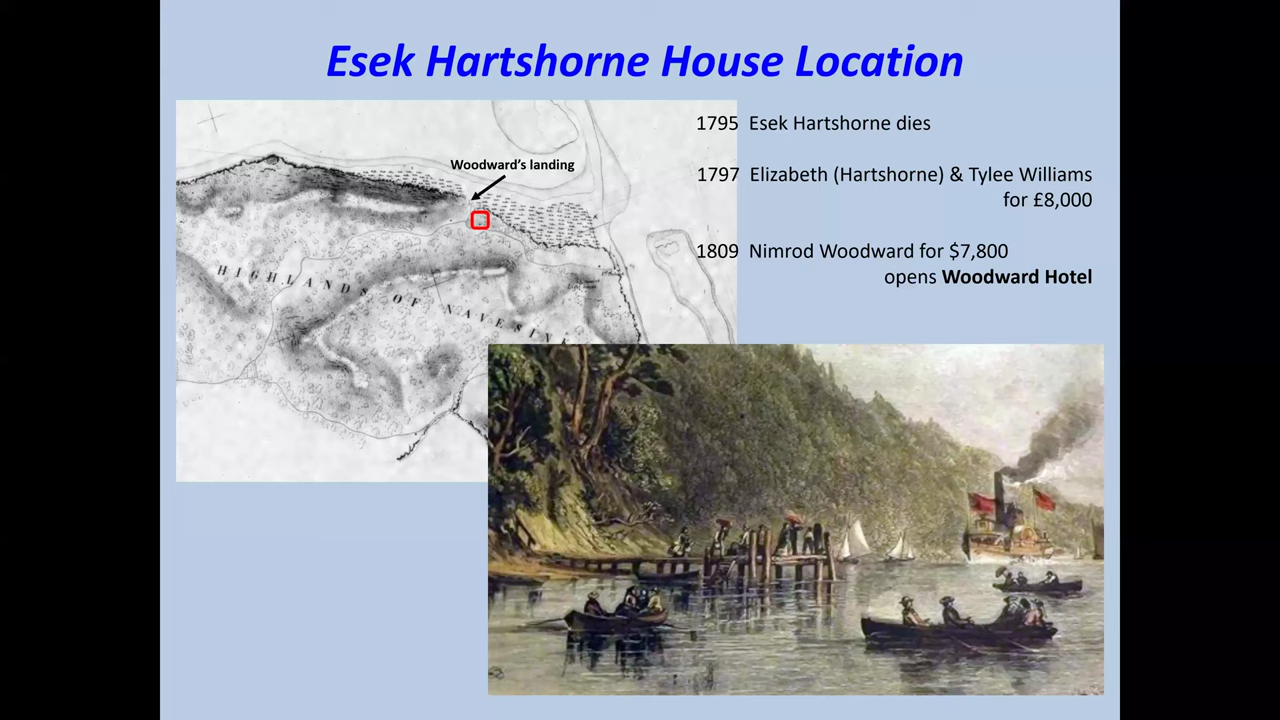 Esek Hartshorne House Location
1795 Esek Hartshorne dies
Woodward's landing
1797 Elizabeth (Hartshorne) & Tylee Williams
for £8,000
1809 Nimrod Woodward for $7,800
opens Woodward Hotel
HIGHLANDS OF NAVESINK